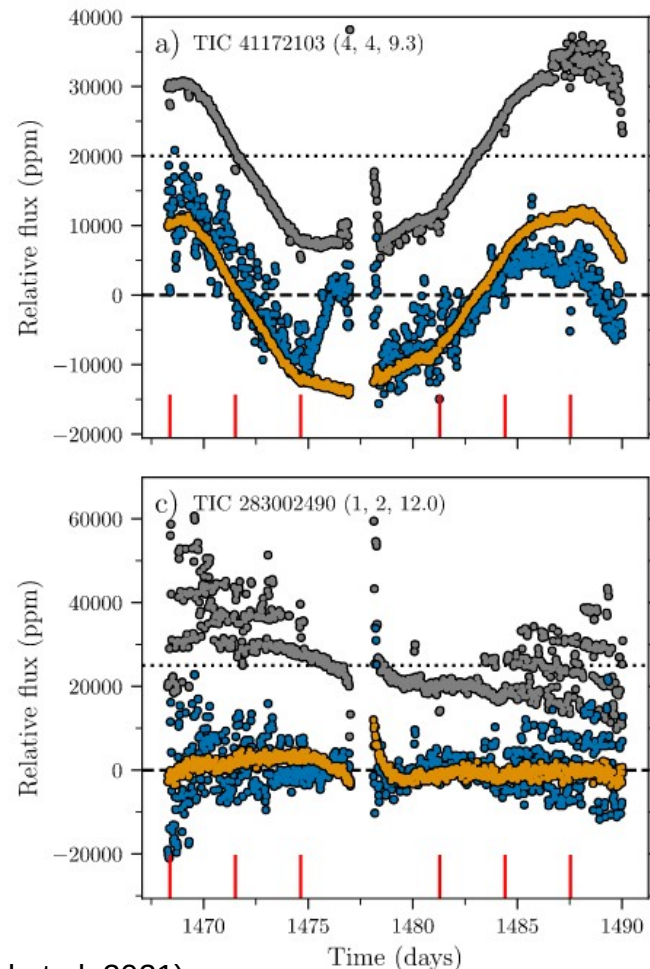 40000
a) TIC 41172103 (4, 4, 9.3)
30000
20000
10000
0
−10000
−20000
Relative flux (ppm)
c) TIC 283002490 (1, 2, 12.0)
60000
40000
20000
0
−20000
Relative flux (ppm)
1470 1475 1480 1485 1490
Time (days)